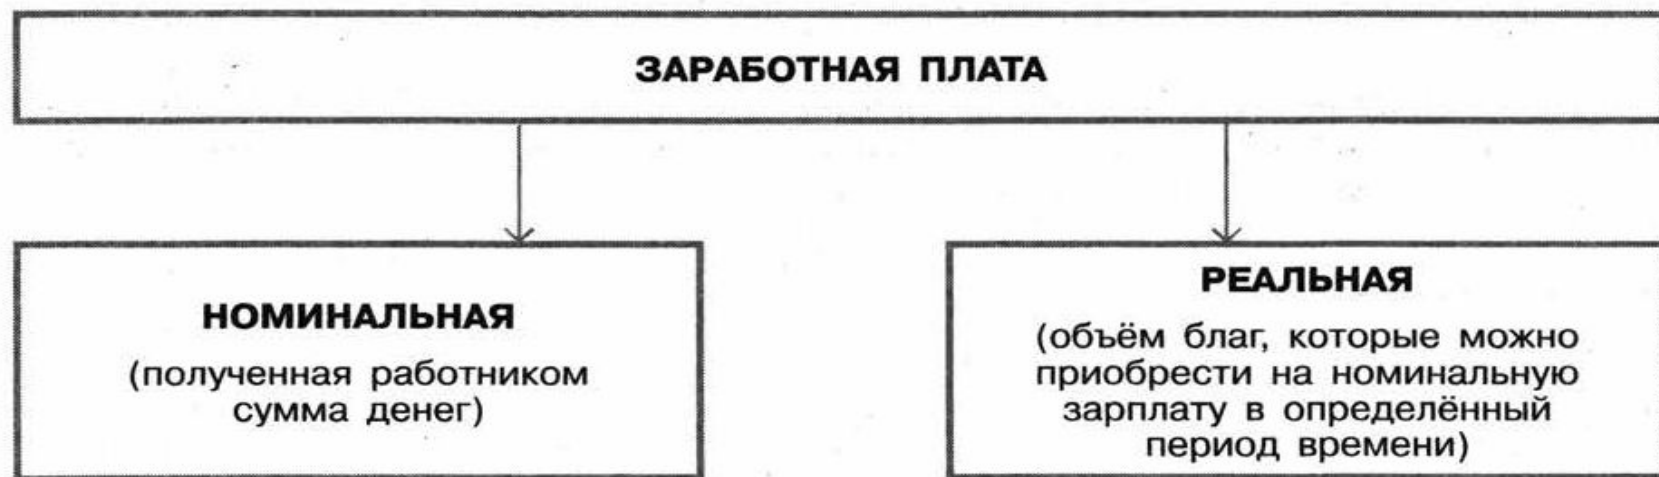 ЗАРАБОТНАЯ ПЛАТА
НОМИНАЛЬНАЯ
(полученная работником
сумма денег)
РЕАЛЬНАЯ
(объём благ, которые можно
приобрести на номинальную
зарплату в определённый
период времени)